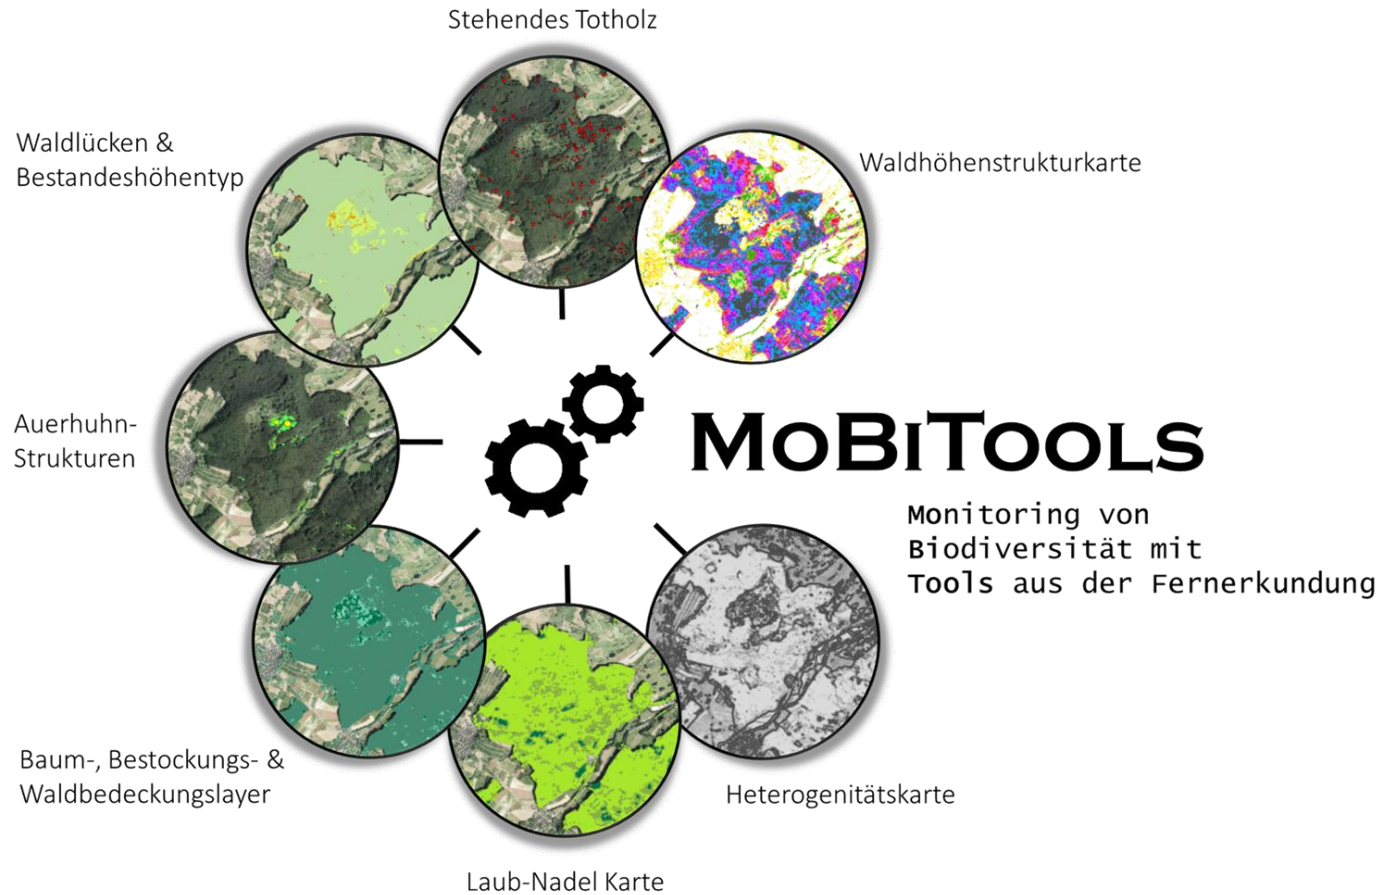 Stehendes Totholz
Waldlücken &
Bestandeshöhentyp
Waldhöhenstrukturkarte
Auerhuhn-
Strukturen
MoBiTools
Monitoring von
Biodiversität mit
Tools aus der Fernerkundung
Baum-, Bestockungs- &
Waldbedeckungslayer
Heterogenitätskarte
Laub-Nadel Karte